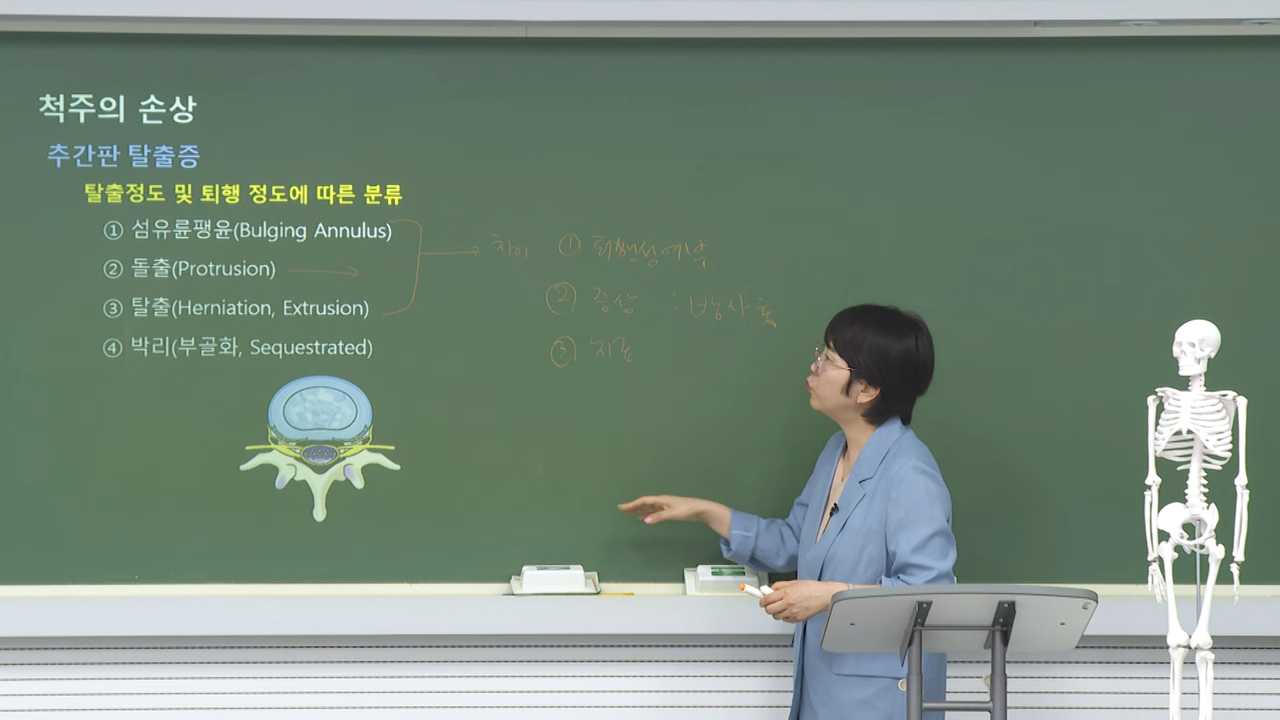 척주의 손상
추간판 탈출증
탈출정도 및 퇴행 정도에 따른 분류
① 섬유륜팽윤(Bulging Annulus)
② 돌출(Protrusion)
③ 탈출(Herniation, Extrusion)
④ 박리(부골화, Sequestrated)
차이 ① 퇴행성여부
② 증상 : 방사통
③ 치료